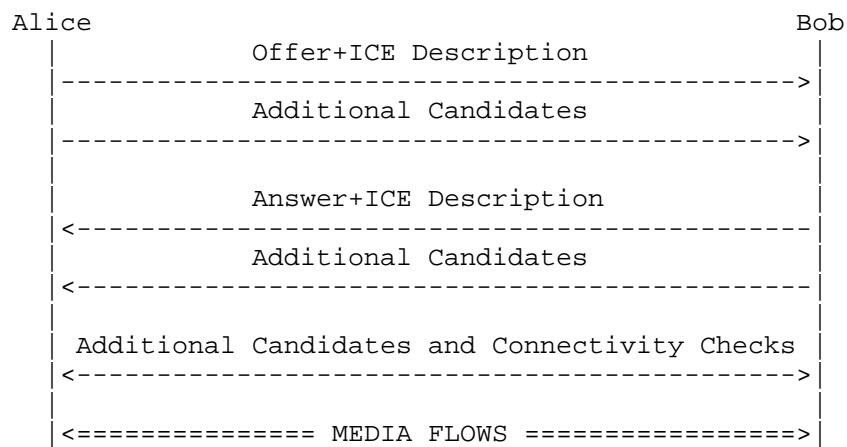 Alice Bob
Offer+ICE Description
Additional Candidates
Answer+ICE Description
Additional Candidates
Additional Candidates and Connectivity Checks
MEDIA FLOWS